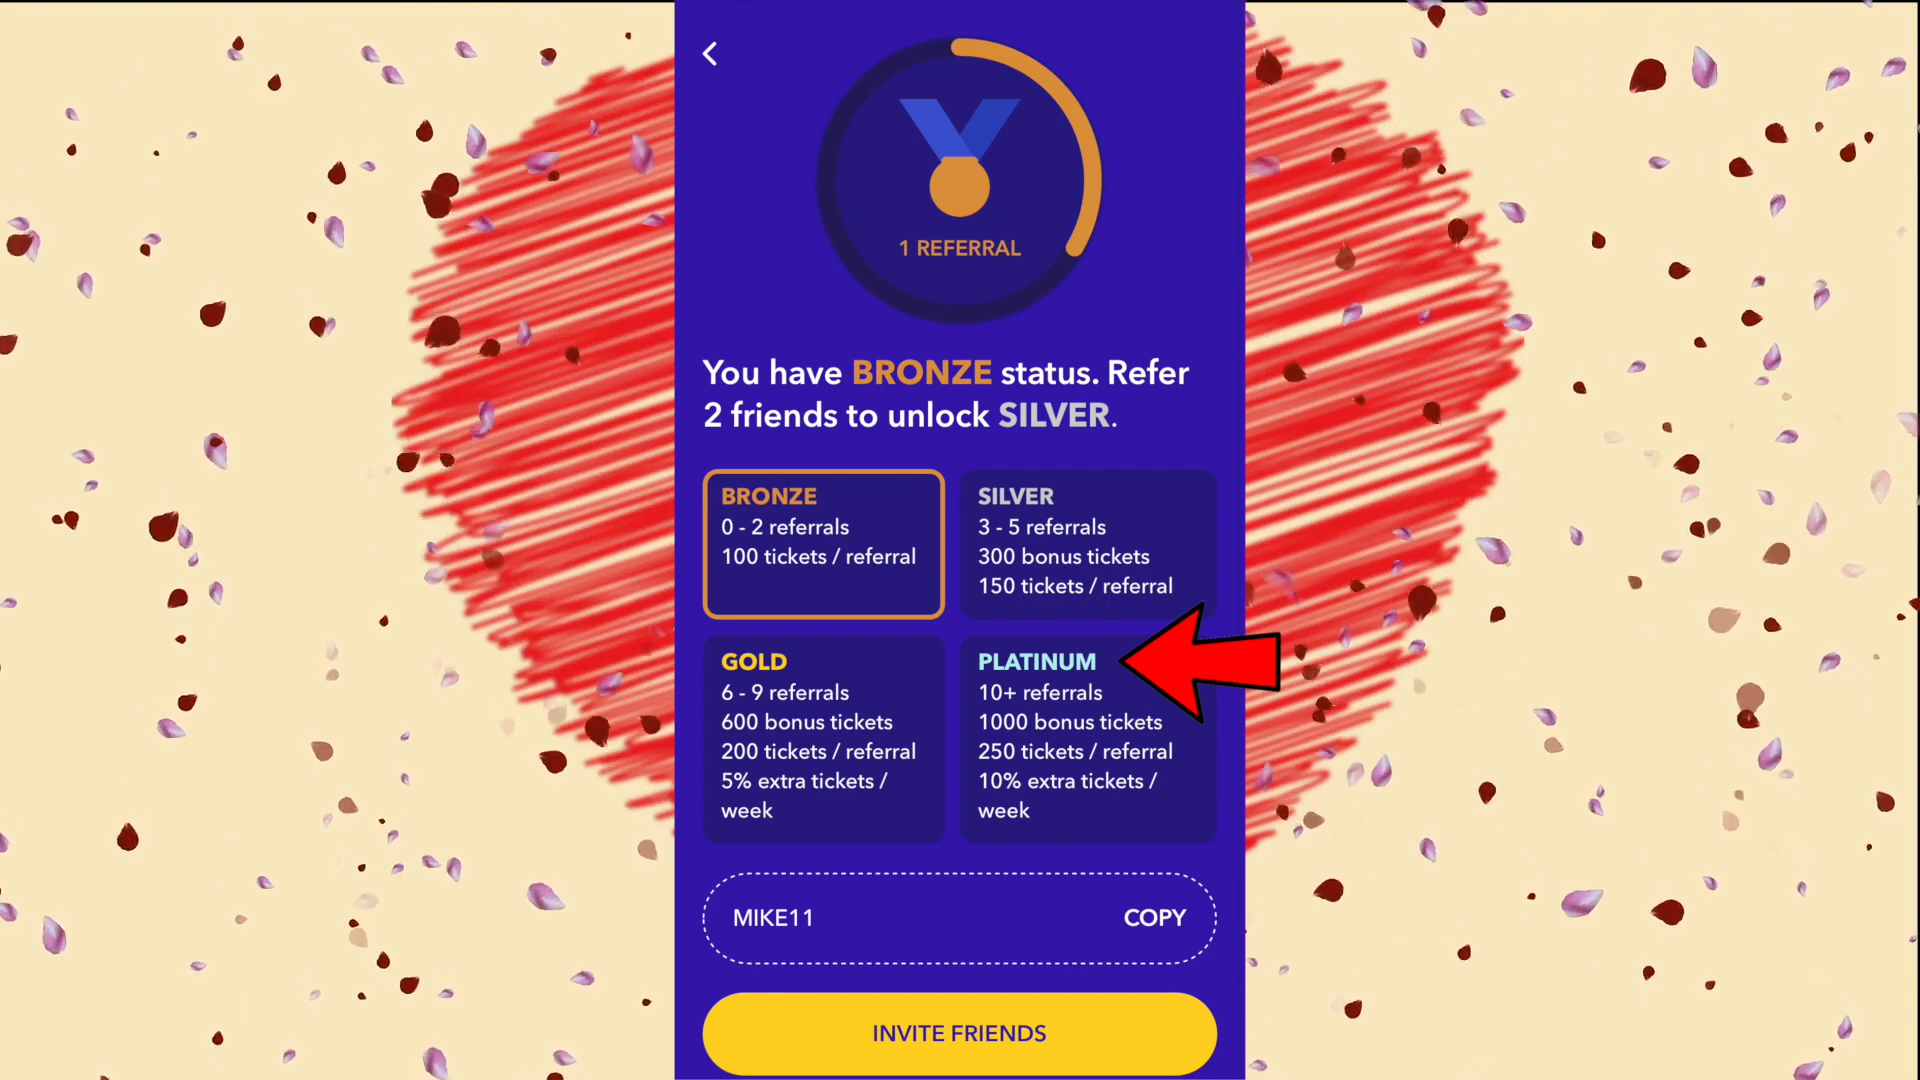 1 REFERRAL
You have BRONZE status. Refer
2 friends to unlock SILVER.
BRONZE
0 - 2 referrals
100 tickets / referral
SILVER
3 - 5 referrals
300 bonus tickets
150 tickets / referral
GOLD
6 - 9 referrals
600 bonus tickets
200 tickets / referral
5% extra tickets /
week
PLATINUM
10+ referrals
1000 bonus tickets
250 tickets / referral
10% extra tickets /
week
MIKE11 COPY
INVITE FRIENDS